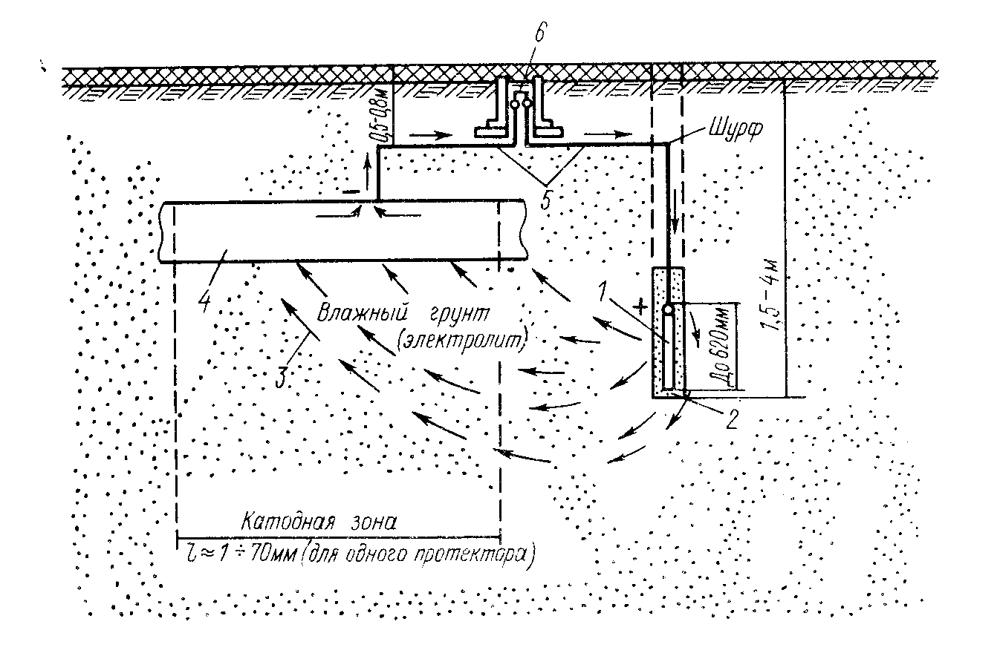 6
0,5-0,8м
Шурф
5
–
4
1
+
Влажный грунт
(электролит)
3
До 620мм
1,5-4м
2
Катодная зона
l ≈ 1 ÷ 70мм (для одного протектора)